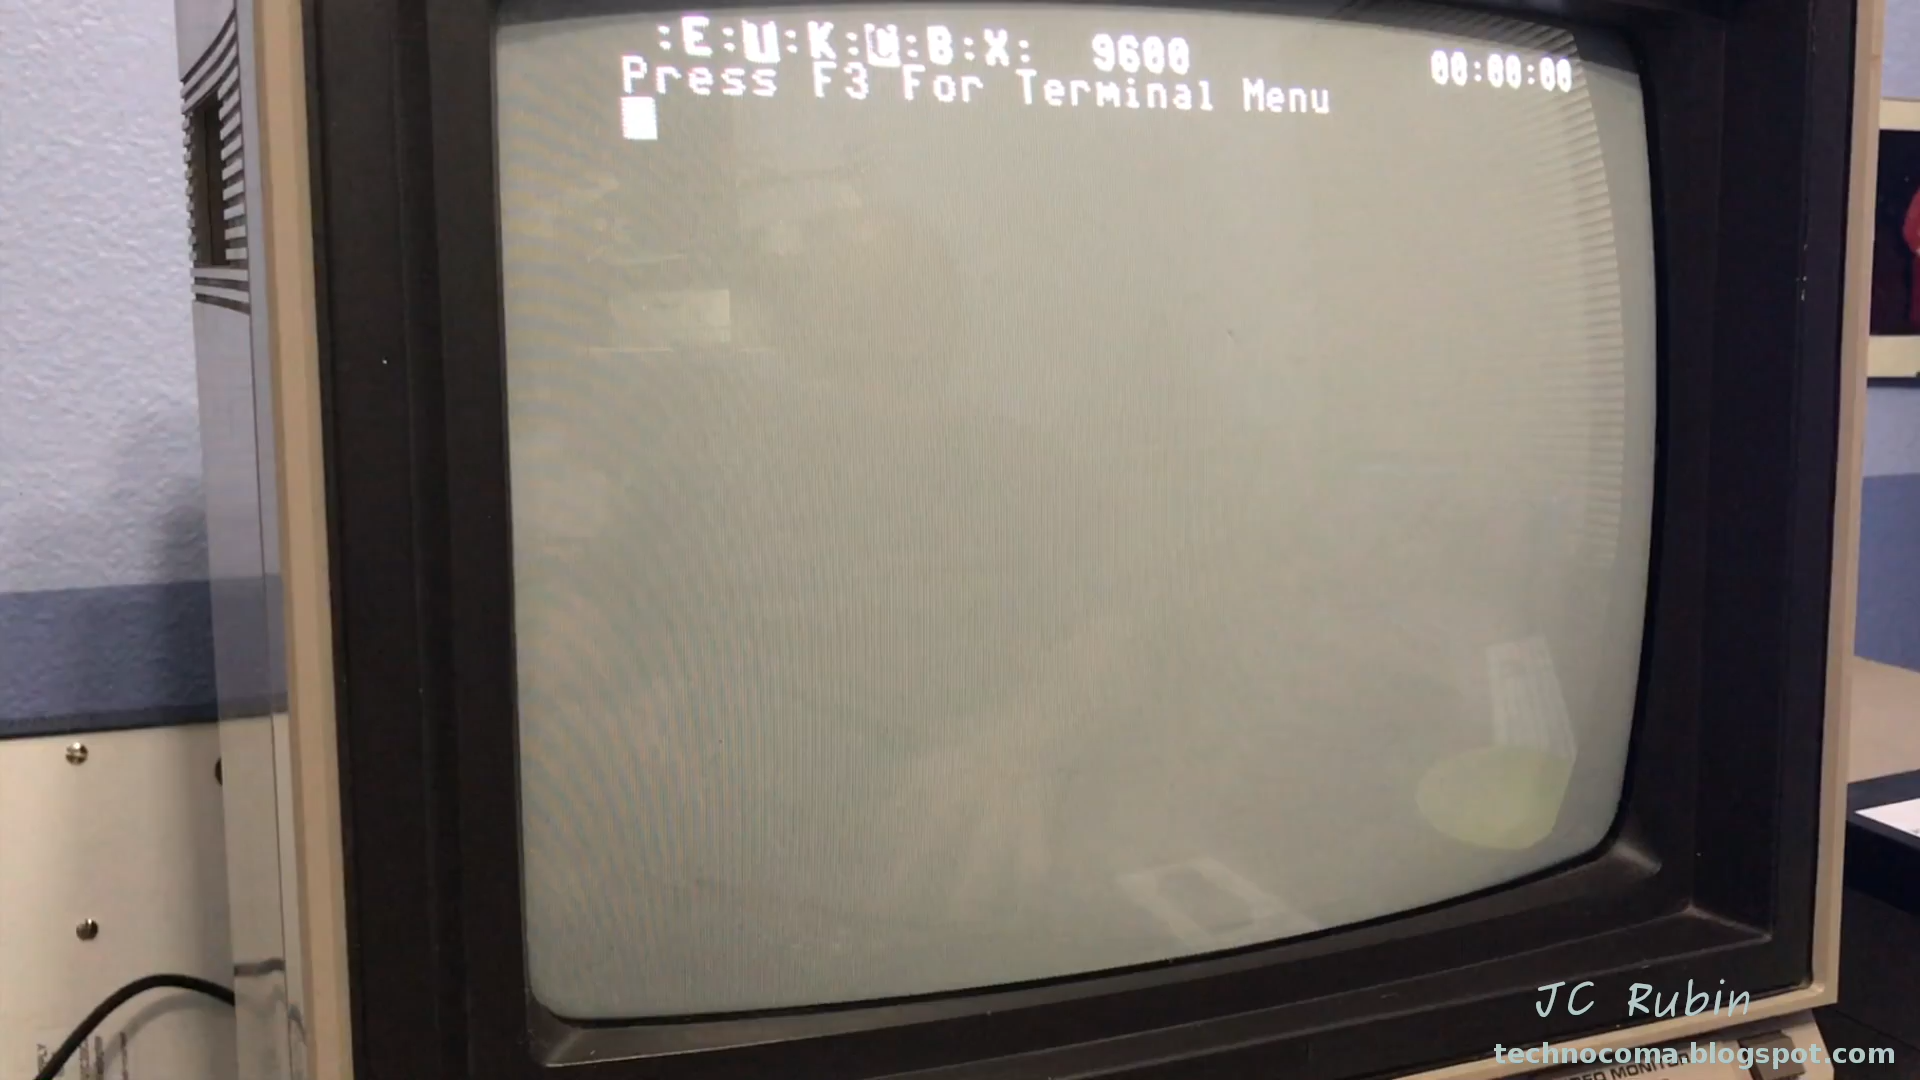 :E:U:K:U:B:X: 9600 00:00:00
Press F3 For Terminal Menu
JC Rubin
technocoma.blogspot.com